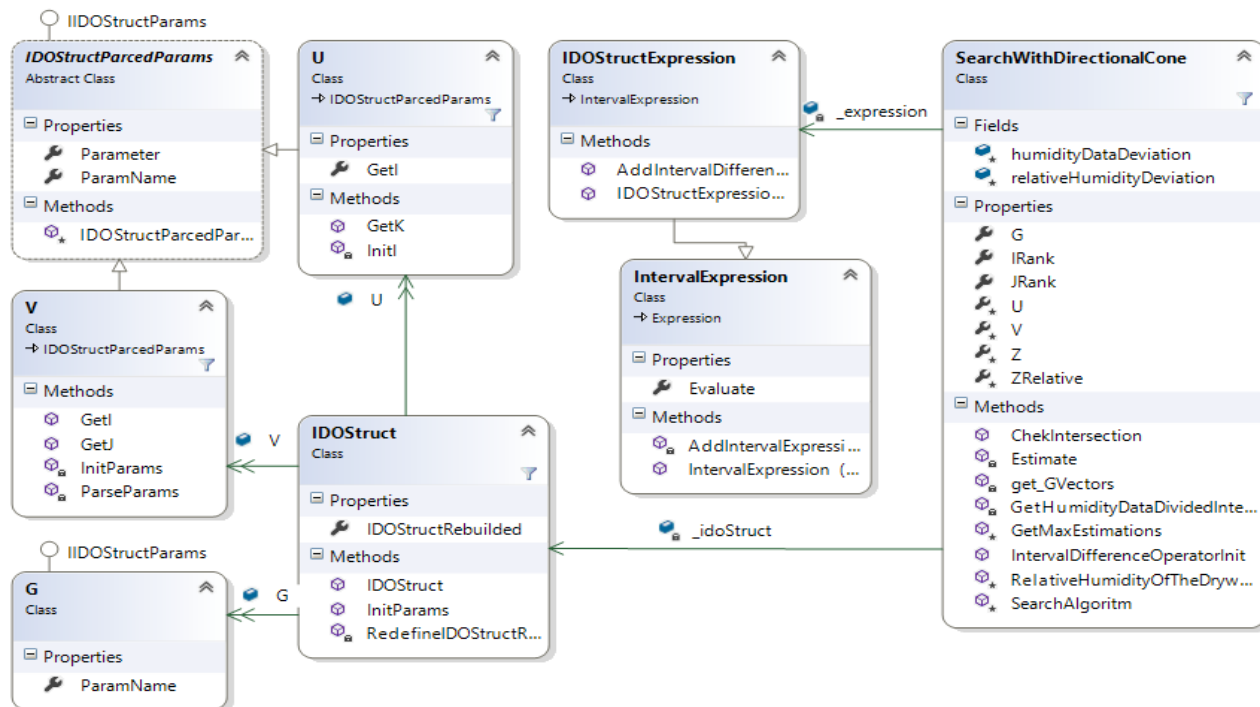 IIDOStructParams
IDOStructParcedParams
Abstract Class
Properties
Parameter
ParamName
Methods
IDOStructParcedPar...
U
Class
IDOStructParcedParams
Properties
GetI
Methods
GetK
InitI
U
V
Class
IDOStructParcedParams
Methods
GetI
GetJ
InitParams
ParseParams
V
IIDOStructParams
G
Class
Properties
ParamName
G
IDOStruct
Class
Properties
IDOStructRebuilded
Methods
IDOStruct
InitParams
RedefineIDOStructR...
IDOStructExpression
Class
IntervalExpression
Methods
AddIntervalDifferen...
IDOStructExpressio...
_expression
IntervalExpression
Class
Expression
Properties
Evaluate
Methods
AddIntervalExpressi...
IntervalExpression (...
_idoStruct
SearchWithDirectionalCone
Class
Fields
humidityDataDeviation
relativeHumidityDeviation
Properties
G
IRank
JRank
U
V
Z
ZRelative
Methods
ChekIntersection
Estimate
get_GVectors
GetHumidityDataDividedInte...
GetMaxEstimations
IntervalDifferenceOperatorInit
RelativeHumidityOfTheDryw...
SearchAlgoritm